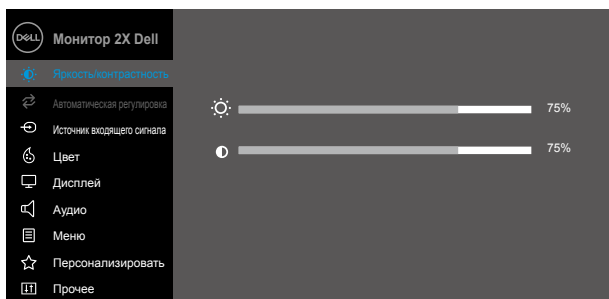 DELL
Монитор 2X Dell
Яркость/контрастность
Автоматическая регулировка
75%
Источник входящего сигнала
Цвет
75%
Дисплей
Аудио
Меню
Персонализировать
Прочее